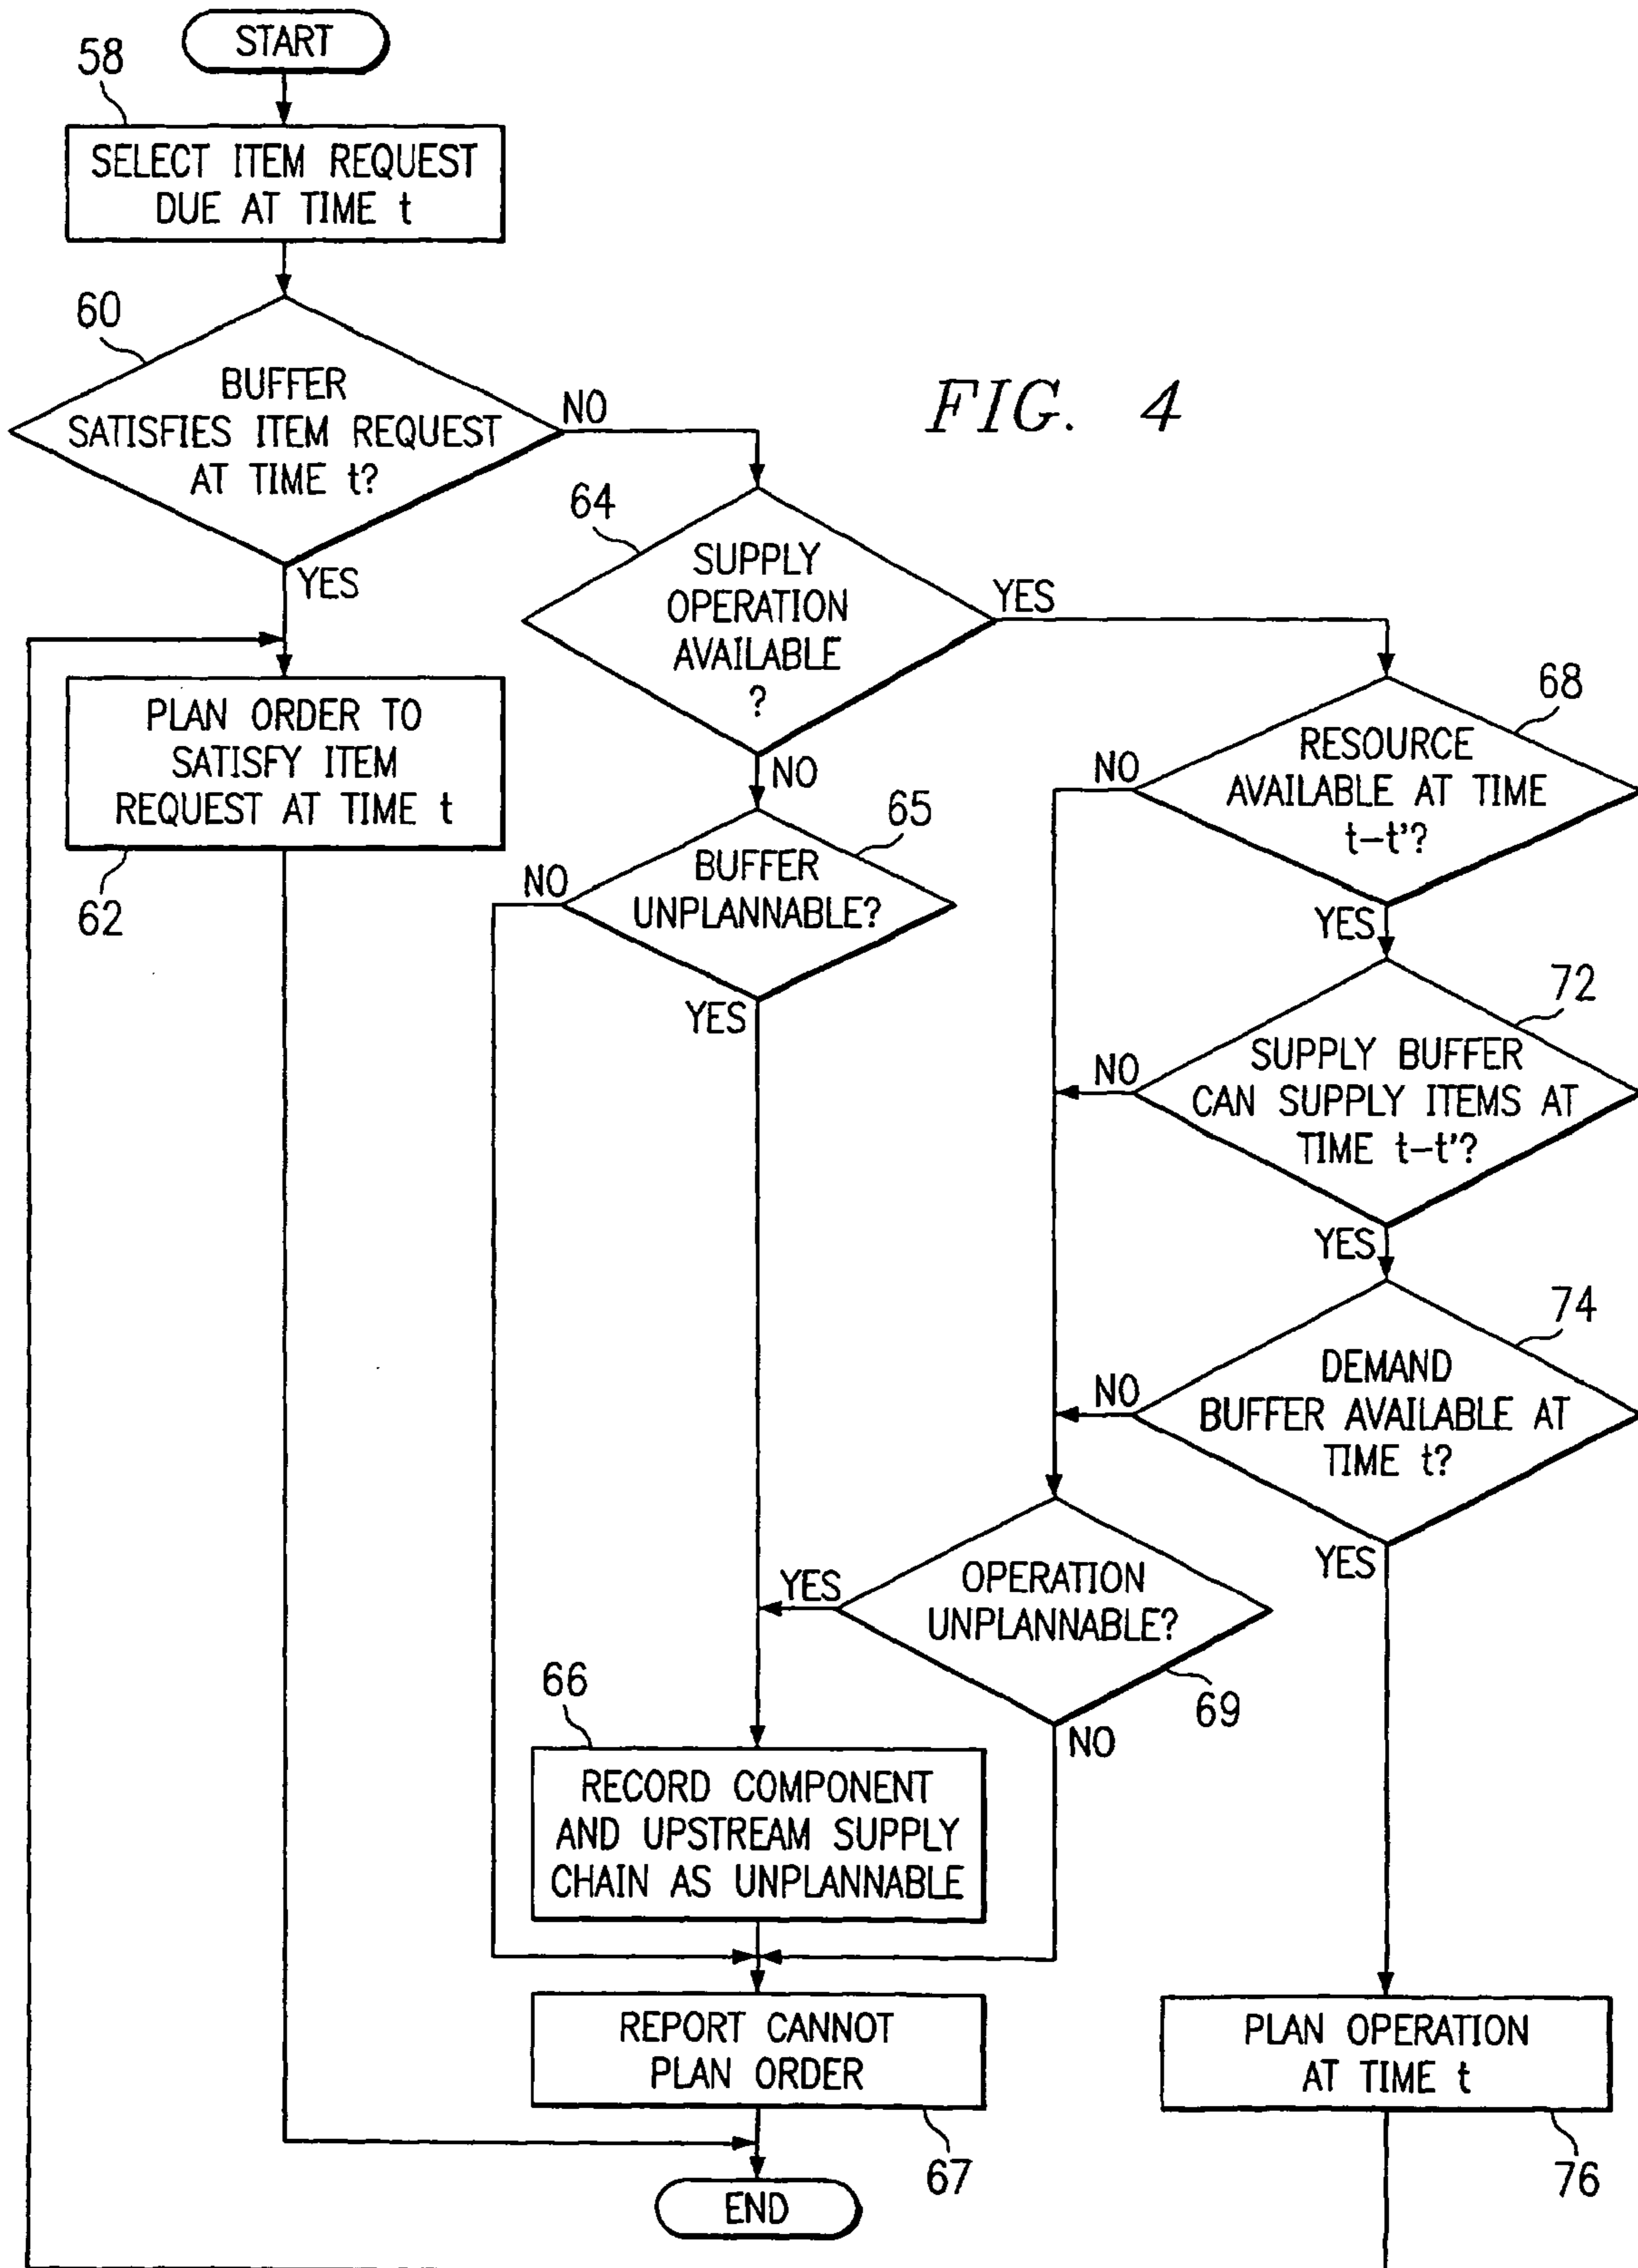 START
58
SELECT ITEM REQUEST
DUE AT TIME t
60
BUFFER
SATISFIES ITEM REQUEST
AT TIME t?
NO
YES
FIG. 4
64
SUPPLY
OPERATION
AVAILABLE
?
YES
NO
PLAN ORDER TO
SATISFY ITEM
REQUEST AT TIME t
62
65
BUFFER
UNPLANNABLE?
NO
YES
68
RESOURCE
AVAILABLE AT TIME
t-t'?
NO
YES
72
SUPPLY BUFFER
CAN SUPPLY ITEMS AT
TIME t-t'?
NO
YES
74
DEMAND
BUFFER AVAILABLE AT
TIME t?
NO
YES
OPERATION
UNPLANNABLE?
YES
69
NO
66
RECORD COMPONENT
AND UPSTREAM SUPPLY
CHAIN AS UNPLANNABLE
REPORT CANNOT
PLAN ORDER
67
PLAN OPERATION
AT TIME t
76
END